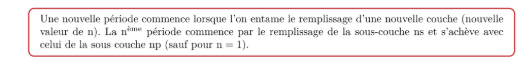 Une nouvelle période commence lorsque l'on entame le remplissage d'une nouvelle couche (nouvelle
valeur de n). La nème période commence par le remplissage de la sous-couche ns et s'achève avec
celui de la sous couche np (sauf pour n = 1).